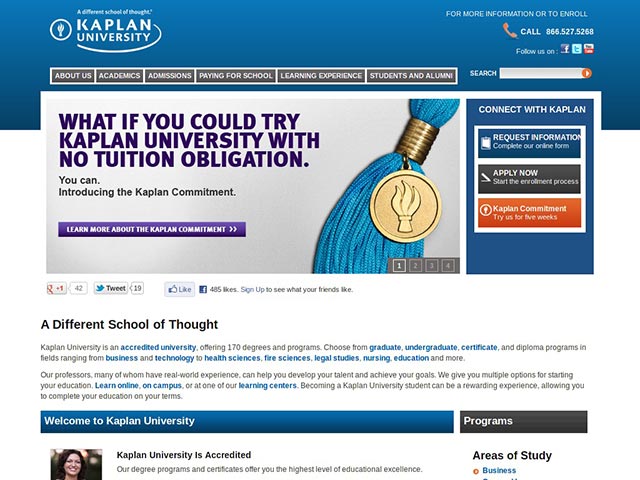 A different school of thought.®
KAPLAN
UNIVERSITY
FOR MORE INFORMATION OR TO ENROLL
CALL 866.527.5268
Follow us on :
ABOUT US ACADEMICS ADMISSIONS PAYING FOR SCHOOL LEARNING EXPERIENCE STUDENTS AND ALUMNI
SEARCH
WHAT IF YOU COULD TRY
KAPLAN UNIVERSITY WITH
NO TUITION OBLIGATION.
You can.
Introducing the Kaplan Commitment.
LEARN MORE ABOUT THE KAPLAN COMMITMENT >>
1 2 3 4
CONNECT WITH KAPLAN
REQUEST INFORMATION
Complete our online form
APPLY NOW
Start the enrollment process
Kaplan Commitment
Try us for five weeks
+1 42 Tweet 19 Like 485 likes. Sign Up to see what your friends like.
A Different School of Thought
Kaplan University is an accredited university, offering 170 degrees and programs. Choose from graduate, undergraduate, certificate, and diploma programs in
fields ranging from business and technology to health sciences, fire sciences, legal studies, nursing, education and more.
Our professors, many of whom have real-world experience, can help you develop your talent and achieve your goals. We give you multiple options for starting
your education. Learn online, on campus, or at one of our learning centers. Becoming a Kaplan University student can be a rewarding experience, allowing you
to complete your education on your terms.
Welcome to Kaplan University
Kaplan University Is Accredited
Our degree programs and certificates offer you the highest level of educational excellence.
Programs
Areas of Study
Business